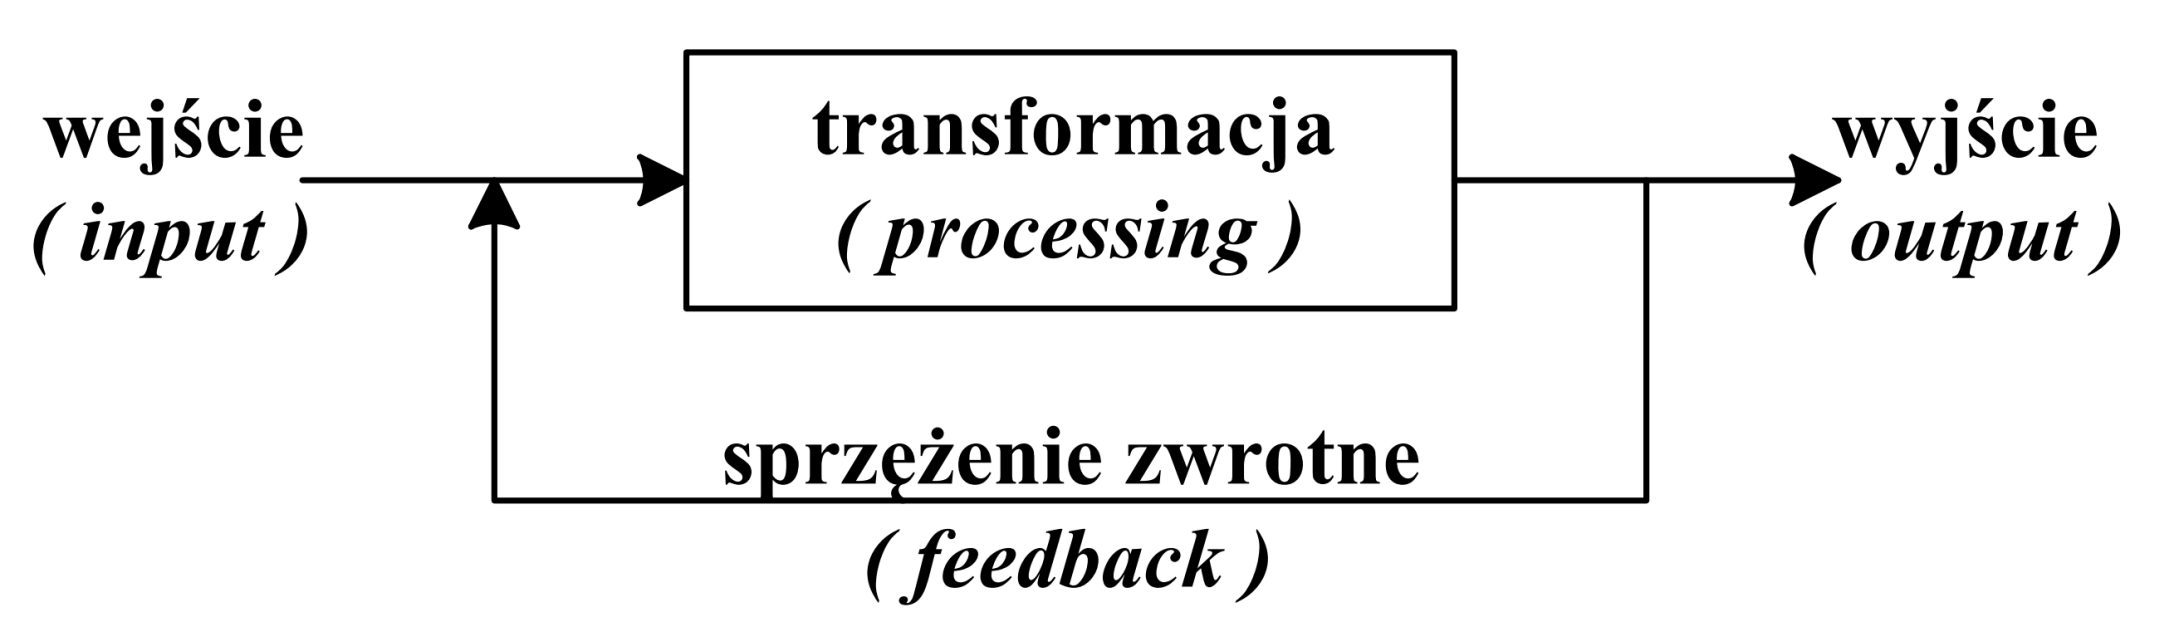 wejście
( input )
transformacja
( processing )
wyjście
( output )
sprzężenie zwrotne
( feedback )